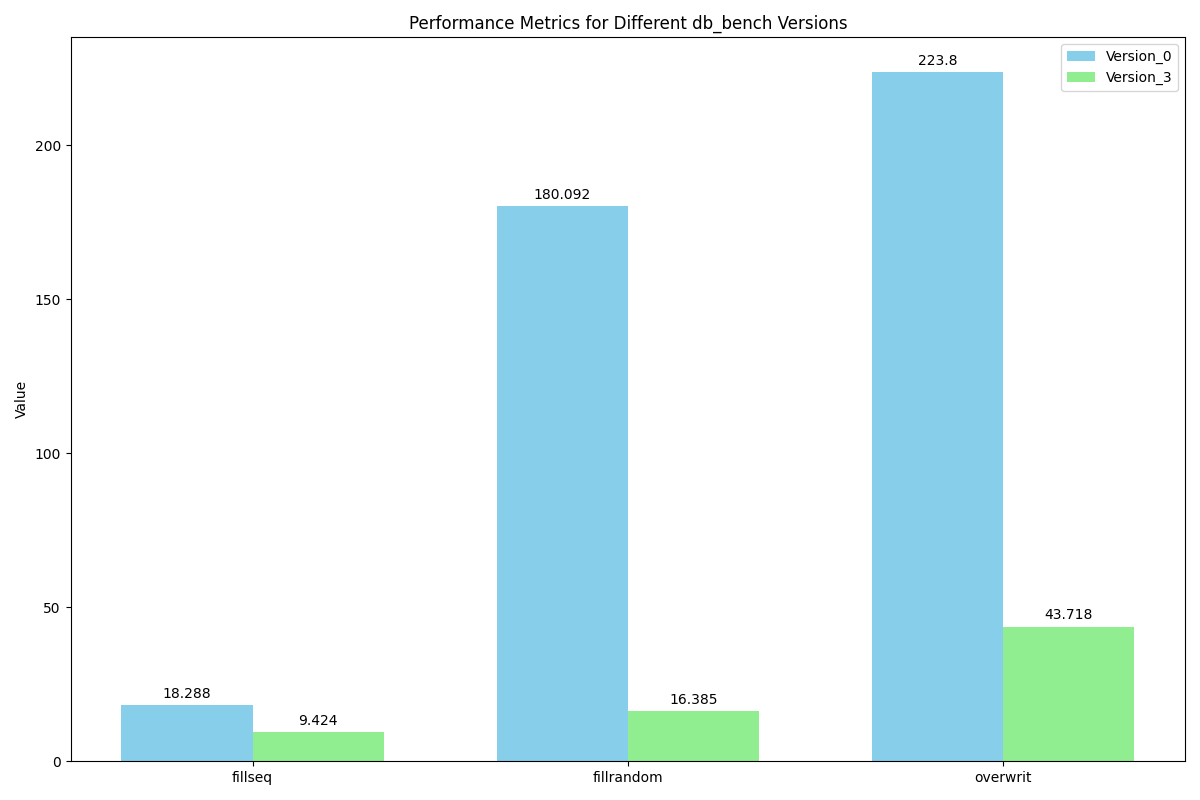 Performance Metrics for Different db_bench Versions
Version_0
Version_3
Value
200
150
100
50
0
18.288
9.424
180.092
16.385
223.8
43.718
fillseq
fillrandom
overwrit